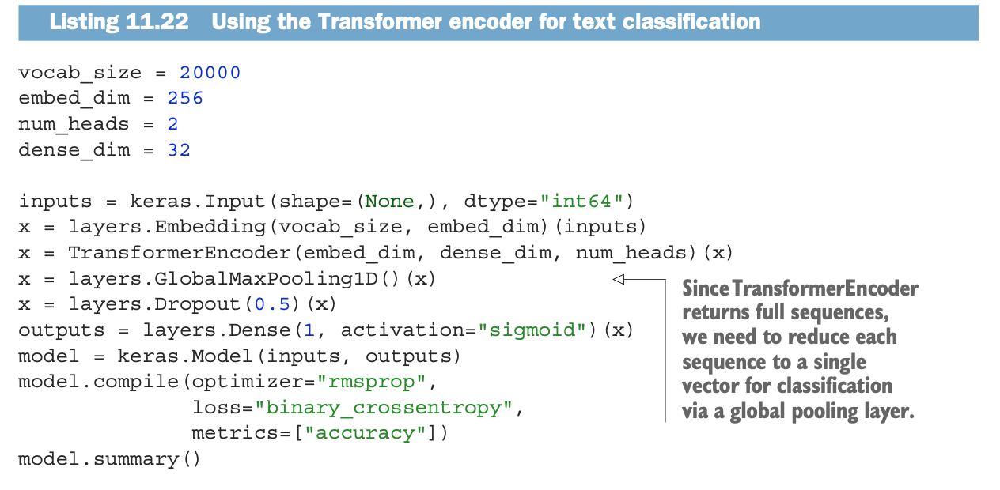 Listing 11.22 Using the Transformer encoder for text classification
vocab_size = 20000
embed_dim = 256
num_heads = 2
dense_dim = 32
inputs = keras.Input(shape=(None,), dtype="int64")
x = layers.Embedding(vocab_size, embed_dim)(inputs)
x = TransformerEncoder(embed_dim, dense_dim, num_heads)(x)
x = layers.GlobalMaxPooling1D()(x)
x = layers.Dropout(0.5)(x)
outputs = layers.Dense(1, activation="sigmoid")(x)
model = keras.Model(inputs, outputs)
model.compile(optimizer="rmsprop",
              loss="binary_crossentropy",
              metrics=["accuracy"])
model.summary()
Since TransformerEncoder
returns full sequences,
we need to reduce each
sequence to a single
vector for classification
via a global pooling layer.